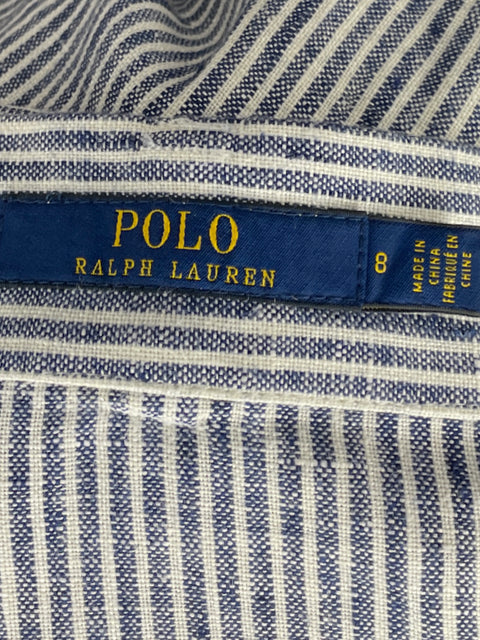 POLO
RALPH LAUREN
8
MADE IN
CHINA
FABRIQUÉ EN
CHINE